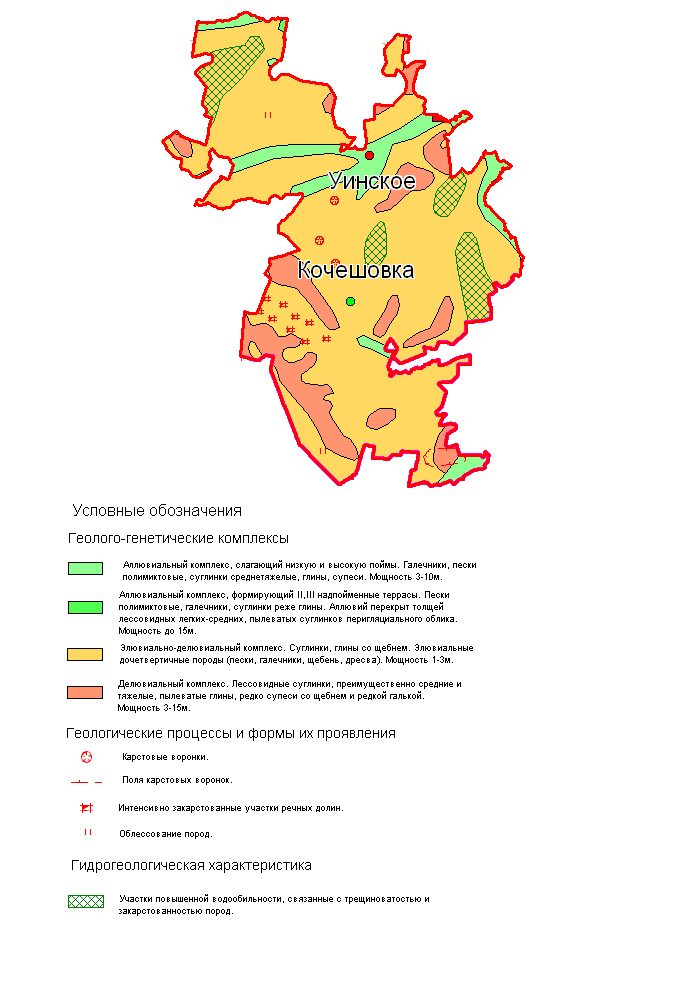 Уинское
Кочешовка
Условные обозначения
Геолого-генетические комплексы
Аллювиальный комплекс, слагающий низкую и высокую поймы. Галечники, пески
полимиктовые, суглинки среднетяжелые, глины, супеси. Мощность 3-10м.
Аллювиальный комплекс, формирующий II,III надпойменные террасы. Пески
полимиктовые, галечники, суглинки реже глины. Аллювий перекрыт толщей
лессовидных легких-средних, пылеватых суглинков перигляциального облика.
Мощность до 15м.
Элювиально-делювиальный комплекс. Суглинки, глины со щебнем. Элювиальные
дочетвертичные породы (пески, галечники, щебень, дресва). Мощность 1-3м.
Делювиальный комплекс. Лессовидные суглинки, преимущественно средние и
тяжелые, пылеватые глины, редко супеси со щебнем и редкой галькой.
Мощность 3-15м.
Геологические процессы и формы их проявления
Карстовые воронки.
Поля карстовых воронок.
Интенсивно закарстованные участки речных долин.
Облессование пород.
Гидрогеологическая характеристика
Участки повышенной водообильности, связанные с трещиноватостью и
закарстованностью пород.